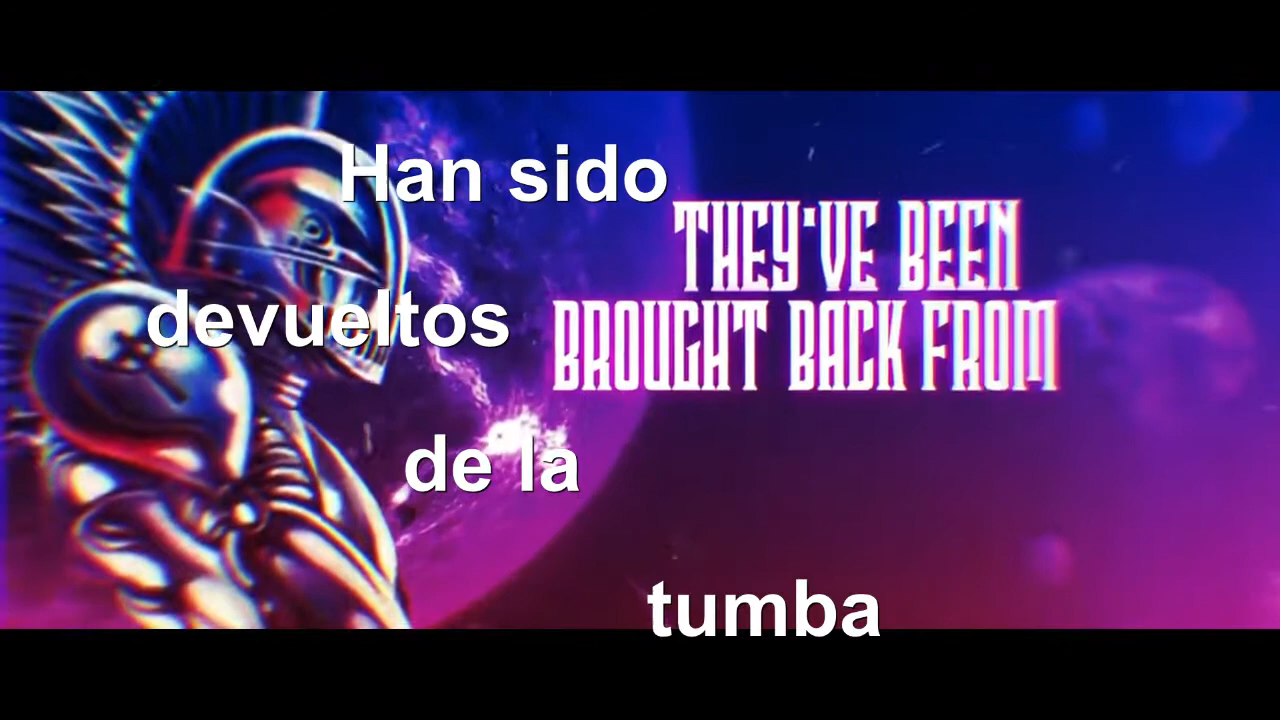 Han sido
THEY'VE BEEN
devueltos
BROUGHT BACK FROM
de la
tumba